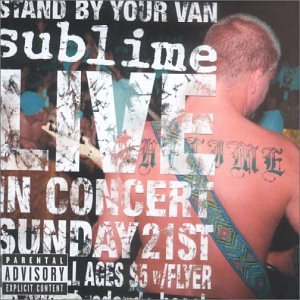 STAND BY YOUR VAN
sublime
LIVE
IN CONCERT
SUNDAY 21ST
PARENTAL
ADVISORY
EXPLICIT CONTENT
L AGES $5 w/FLYER